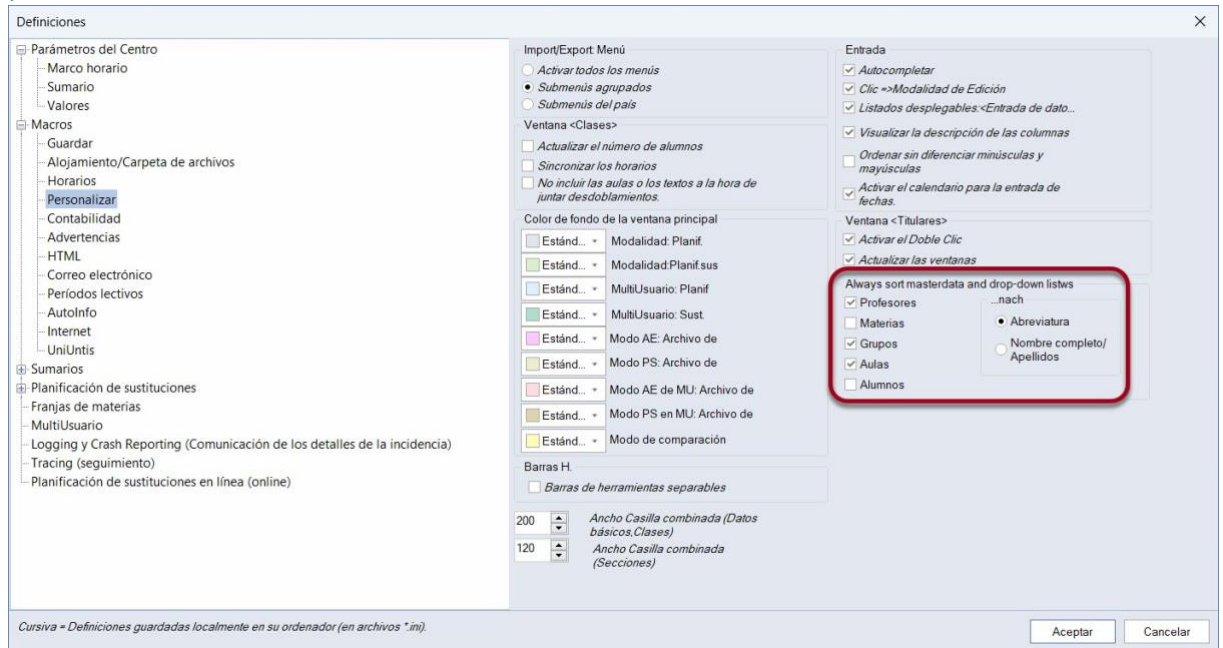 Definiciones
Parámetros del Centro
Marco horario
Sumario
Valores
Macros
Guardar
Alojamiento/Carpeta de archivos
Horarios
Personalizar
Contabilidad
Advertencias
HTML
Correo electrónico
Períodos lectivos
AutoInfo
Internet
UniUntis
Sumarios
Planificación de sustituciones
Franjas de materias
MultiUsuario
Logging y Crash Reporting (Comunicación de los detalles de la incidencia)
Tracing (seguimiento)
Planificación de sustituciones en línea (online)
Import/Export: Menú
Activar todos los menús
Submenús agrupados
Submenús del país
Ventana <Clases>
Actualizar el número de alumnos
Sincronizar los horarios
No incluir las aulas o los textos a la hora de
juntar desdoblamientos.
Color de fondo de la ventana principal
Estánd... Modalidad: Planif.
Estánd... Modalidad:Planif.sus
Estánd... MultiUsuario: Planif
Estánd... MultiUsuario: Sust.
Estánd... Modo AE: Archivo de
Estánd... Modo PS: Archivo de
Estánd... Modo AE de MU: Archivo de
Estánd... Modo PS en MU: Archivo de
Estánd... Modo de comparación
Barras H.
Barras de herramientas separables
200 Ancho Casilla combinada (Datos
básicos,Clases)
120 Ancho Casilla combinada
(Secciones)
Entrada
Autocompletar
Clic =>Modalidad de Edición
Listados desplegables:<Entrada de dato...
Visualizar la descripción de las columnas
Ordenar sin diferenciar minúsculas y
mayúsculas
Activar el calendario para la entrada de
fechas.
Ventana <Titulares>
Activar el Doble Clic
Actualizar las ventanas
Always sort masterdata and drop-down listws
Profesores
Materias
Grupos
Aulas
Alumnos
...nach
Abreviatura
Nombre completo/
Apellidos
Cursiva = Definiciones guardadas localmente en su ordenador (en archivos *.ini).
Aceptar
Cancelar